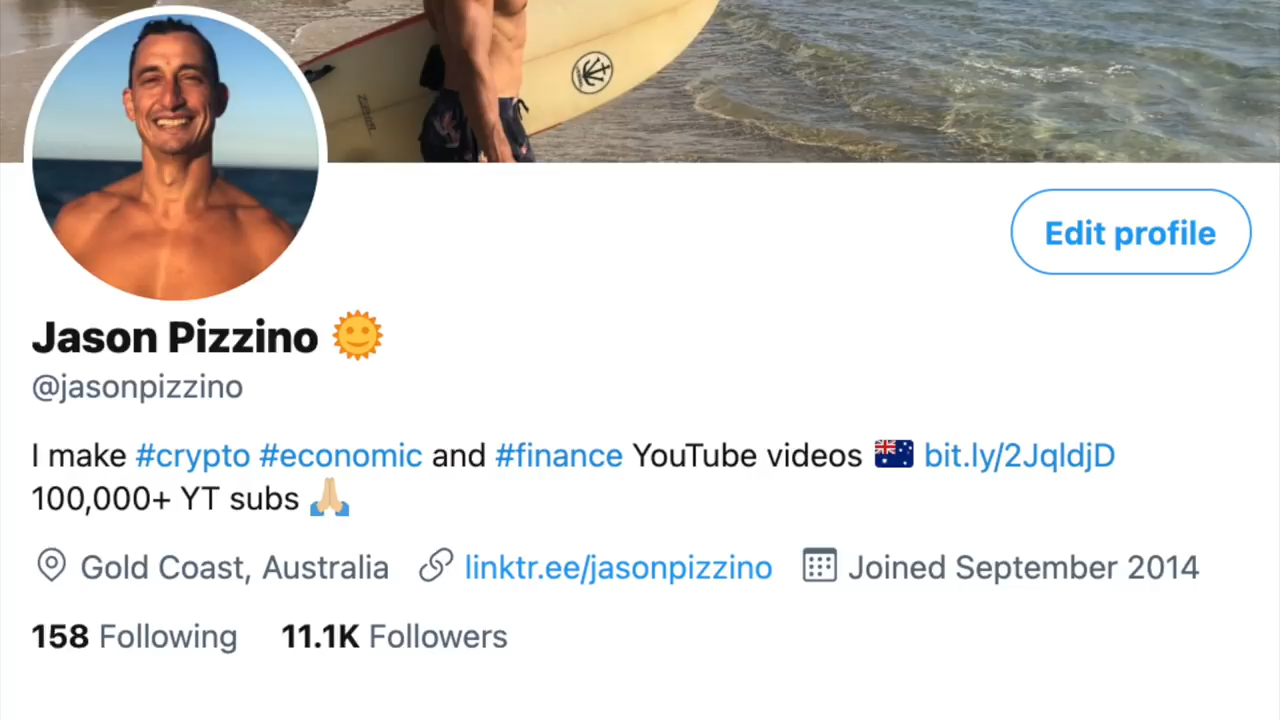 Edit profile
Jason Pizzino 🌞
@jasonpizzino
I make #crypto #economic and #finance YouTube videos 🇦🇺 bit.ly/2JqldjD
100,000+ YT subs 🙏🏼
Gold Coast, Australia linktr.ee/jasonpizzino Joined September 2014
158 Following 11.1K Followers